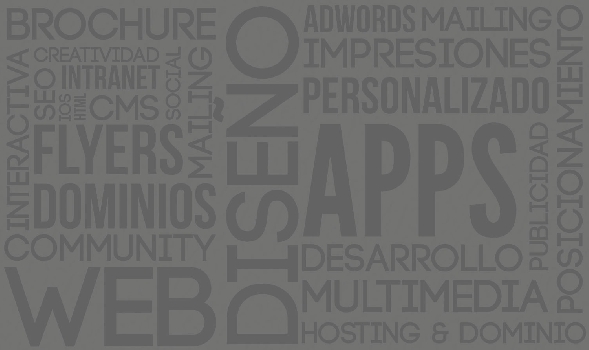 BROCHURE
CREATIVIDAD
INTERACTIVA
SEO
INTRANET
IOS
HTML
CMS
SOCIAL
MAILING
FLYERS
DOMINIOS
COMMUNITY
WEB
DISEÑO
ADWORDS MAILING
IMPRESIONES
PERSONALIZADO
APPS
PUBLICIDAD
POSICIONAMIENTO
DESARROLLO
MULTIMEDIA
HOSTING & DOMINIO